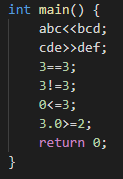 int main() {
    abc<<bcd;
    cde>>def;
    3==3;
    3!=3;
    0<=3;
    3.0>=2;
    return 0;
}